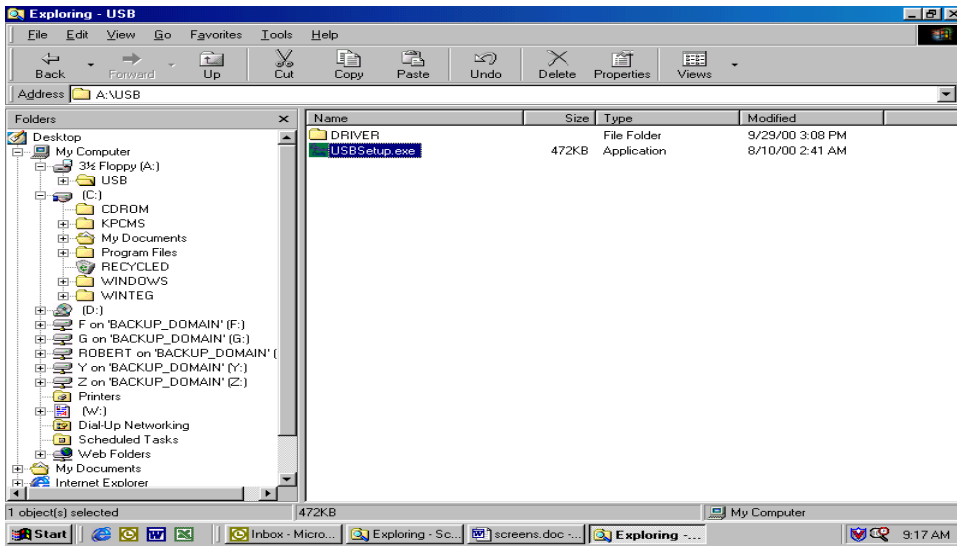 Exploring - USB
File Edit View Go Favorites Tools Help
Back Forward Up Cut Copy Paste Undo Delete Properties Views
Address A:\USB
Folders
Name Size Type Modified
Desktop
My Computer
3½ Floppy (A:)
USB
(C:)
CDROM
KPCMS
My Documents
Program Files
RECYCLED
WINDOWS
WINTEG
(D:)
F on 'BACKUP_DOMAIN' (F:)
G on 'BACKUP_DOMAIN' (G:)
ROBERT on 'BACKUP_DOMAIN' (
Y on 'BACKUP_DOMAIN' (Y:)
Z on 'BACKUP_DOMAIN' (Z:)
Printers
(W:)
Dial-Up Networking
Scheduled Tasks
Web Folders
My Documents
Internet Explorer
DRIVER File Folder 9/29/00 3:08 PM
USBSetup.exe 472KB Application 8/10/00 2:41 AM
1 object(s) selected 472KB My Computer
Start Inbox - Micro... Exploring - Sc... screens.doc -... Exploring -... 9:17 AM